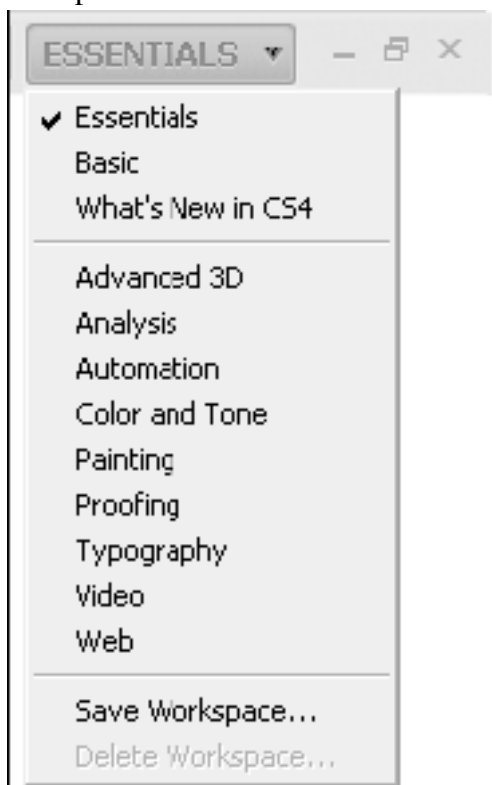 ESSENTIALS
Essentials
Basic
What's New in CS4
Advanced 3D
Analysis
Automation
Color and Tone
Painting
Proofing
Typography
Video
Web
Save Workspace...
Delete Workspace...